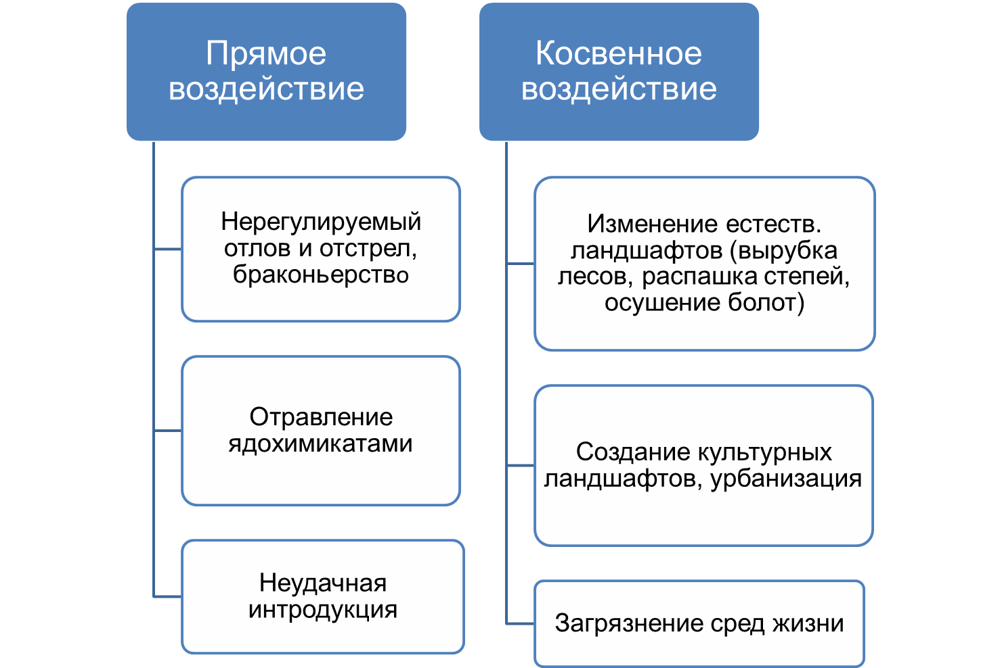 Прямое
воздействие
Нерегулируемый
отлов и отстрел,
браконьерство
Отравление
ядохимикатами
Неудачная
интродукция
Косвенное
воздействие
Изменение естеств.
ландшафтов (вырубка
лесов, распашка степей,
осушение болот)
Создание культурных
ландшафтов, урбанизация
Загрязнение сред жизни